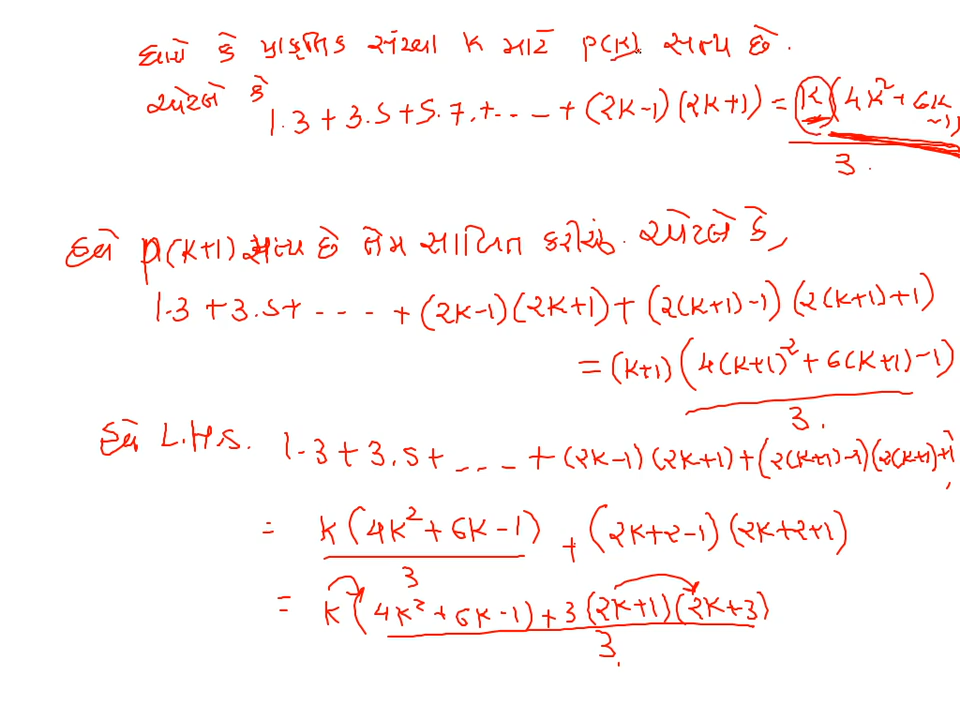 ધારો કે પ્રાકૃતિક સંખ્યા k માટે P(k) સત્ય છે.
એટલે કે
1.3 + 3.5 + 5.7 + - - - + (2k-1) (2k+1) = k (4k² + 6k -1)/3.
હવે P(k+1) સત્ય છે તેમ સાબિત કરીશું. એટલે કે,
1.3 + 3.5 + - - - + (2k-1) (2k+1) + (2(k+1)-1) (2(k+1)+1)
= (k+1) (4(k+1)² + 6(k+1)-1)/3.
હવે L.H.S. 1.3 + 3.5 + - - - + (2k-1) (2k+1) + (2(k+1)-1) (2(k+1)+1)
= k(4k² + 6k - 1)/3 + (2k+2-1) (2k+2+1)
= k(4k² + 6k-1) + 3(2k+1) (2k+3)/3.